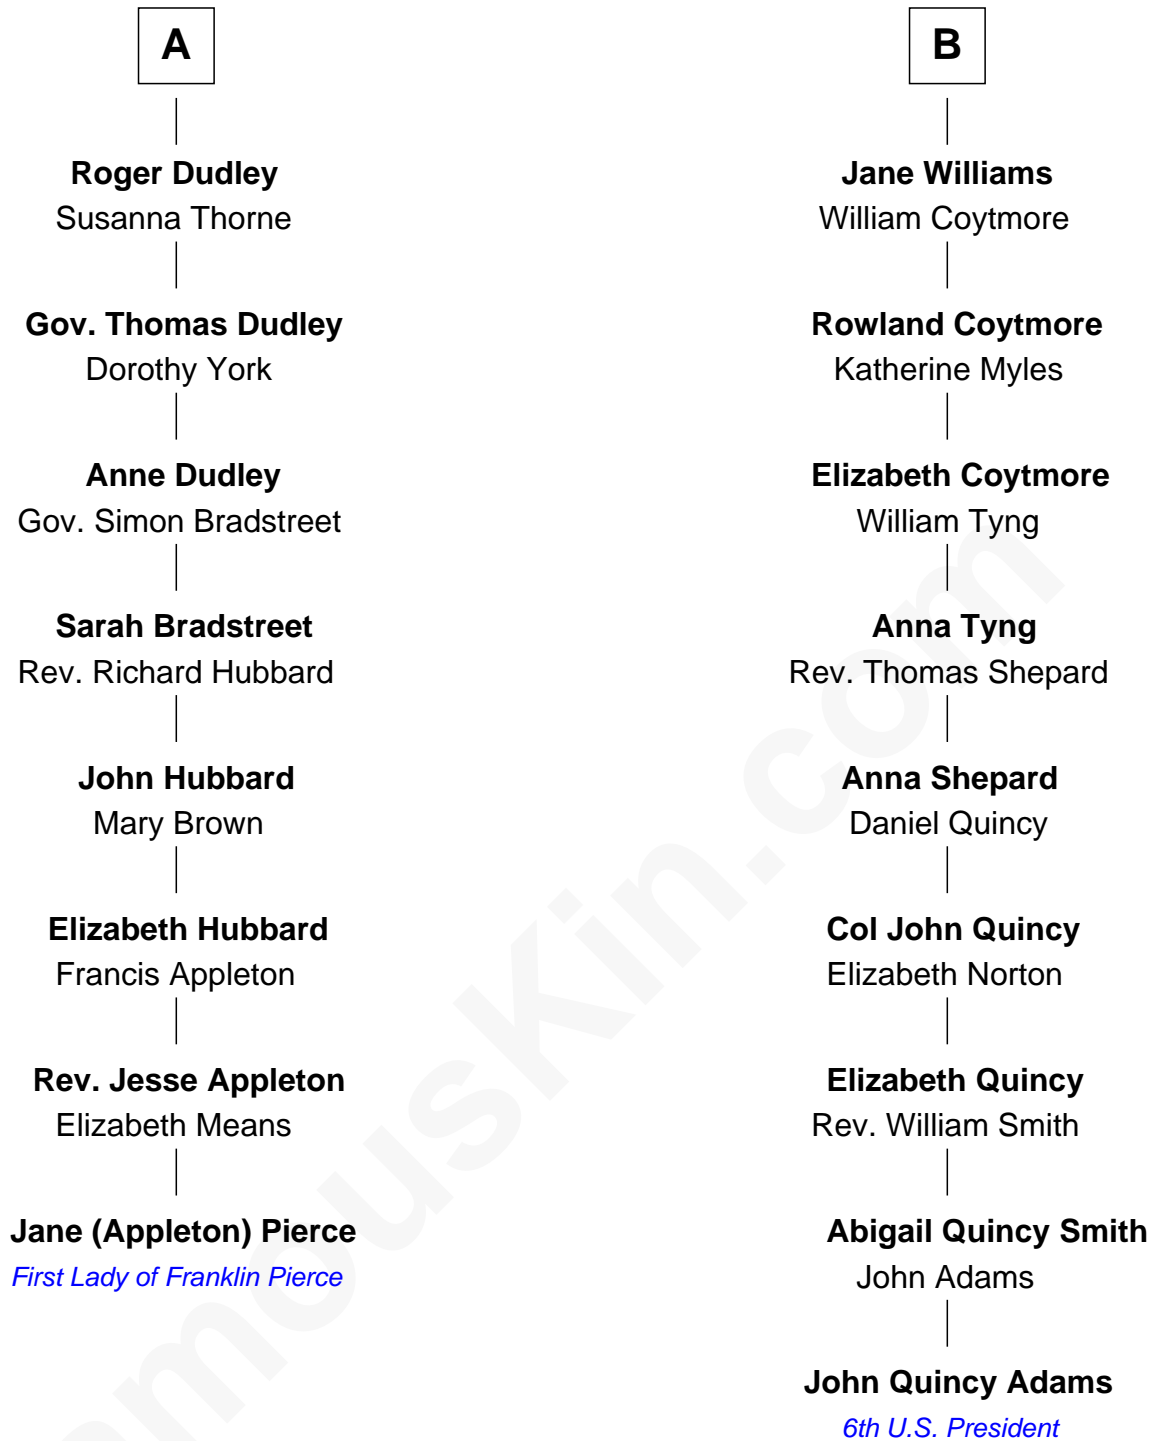 A
Roger Dudley
Susanna Thorne
Gov. Thomas Dudley
Dorothy York
Anne Dudley
Gov. Simon Bradstreet
Sarah Bradstreet
Rev. Richard Hubbard
John Hubbard
Mary Brown
Elizabeth Hubbard
Francis Appleton
Rev. Jesse Appleton
Elizabeth Means
Jane (Appleton) Pierce
First Lady of Franklin Pierce
B
Jane Williams
William Coytmore
Rowland Coytmore
Katherine Myles
Elizabeth Coytmore
William Tyng
Anna Tyng
Rev. Thomas Shepard
Anna Shepard
Daniel Quincy
Col John Quincy
Elizabeth Norton
Elizabeth Quincy
Rev. William Smith
Abigail Quincy Smith
John Adams
John Quincy Adams
6th U.S. President
amouskin.com